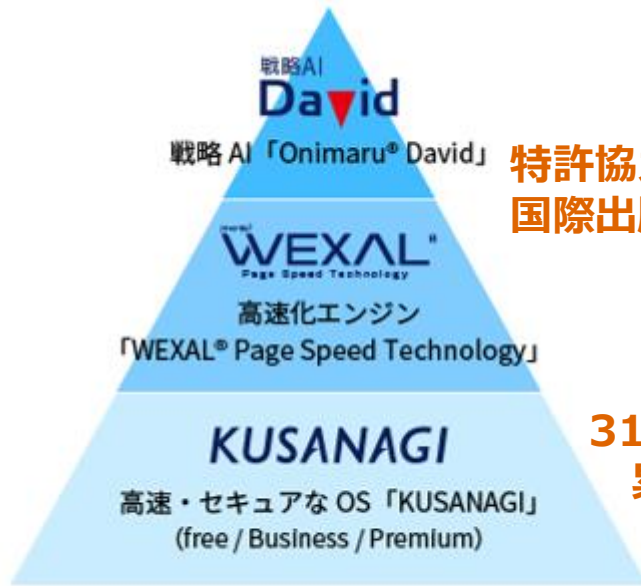 戦略AI
David
戦略 AI「Onimaru® David」
特許協
国際出
WEXAL®
Page Speed Technology
高速化エンジン
「WEXAL® Page Speed Technology」
31
KUSANAGI
高速・セキュアな OS「KUSANAGI」
(free / Business / Premium)